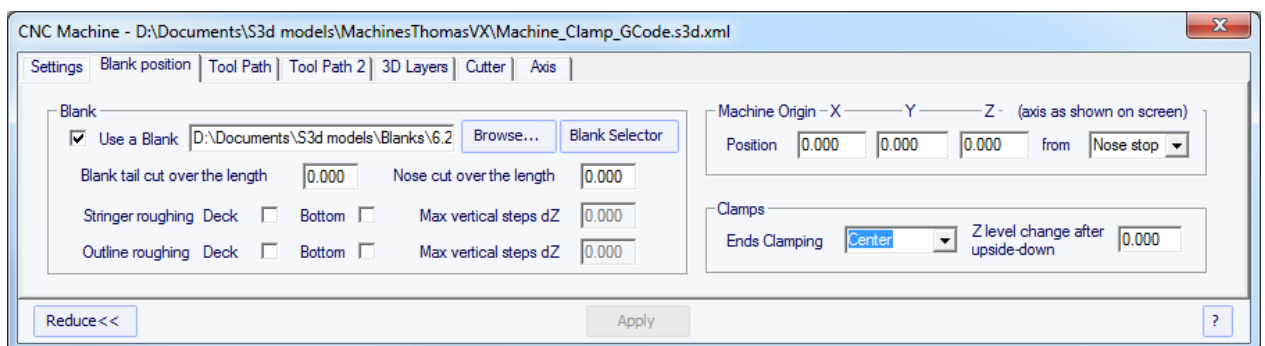 CNC Machine - D:\Documents\S3d models\MachinesThomasVX\Machine_Clamp_GCode.s3d.xml
Settings Blank position Tool Path Tool Path 2 3D Layers Cutter Axis
Blank
Use a Blank D:\Documents\S3d models\Blanks\6.2 Browse... Blank Selector
Blank tail cut over the length 0.000 Nose cut over the length 0.000
Stringer roughing Deck Bottom Max vertical steps dZ 0.000
Outline roughing Deck Bottom Max vertical steps dZ 0.000
Machine Origin - X Y Z - (axis as shown on screen)
Position 0.000 0.000 0.000 from Nose stop
Clamps
Ends Clamping Center Z level change after upside-down 0.000
Reduce<< Apply ?